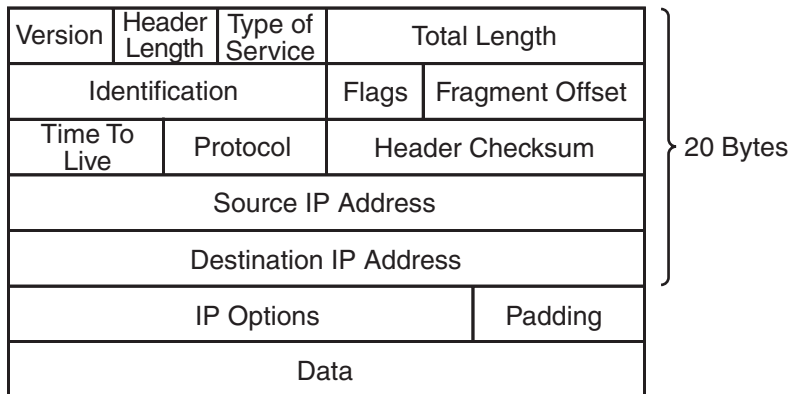 Version
Header
Length
Type of
Service
Total Length
Identification
Flags
Fragment Offset
Time To
Live
Protocol
Header Checksum
20 Bytes
Source IP Address
Destination IP Address
IP Options
Padding
Data